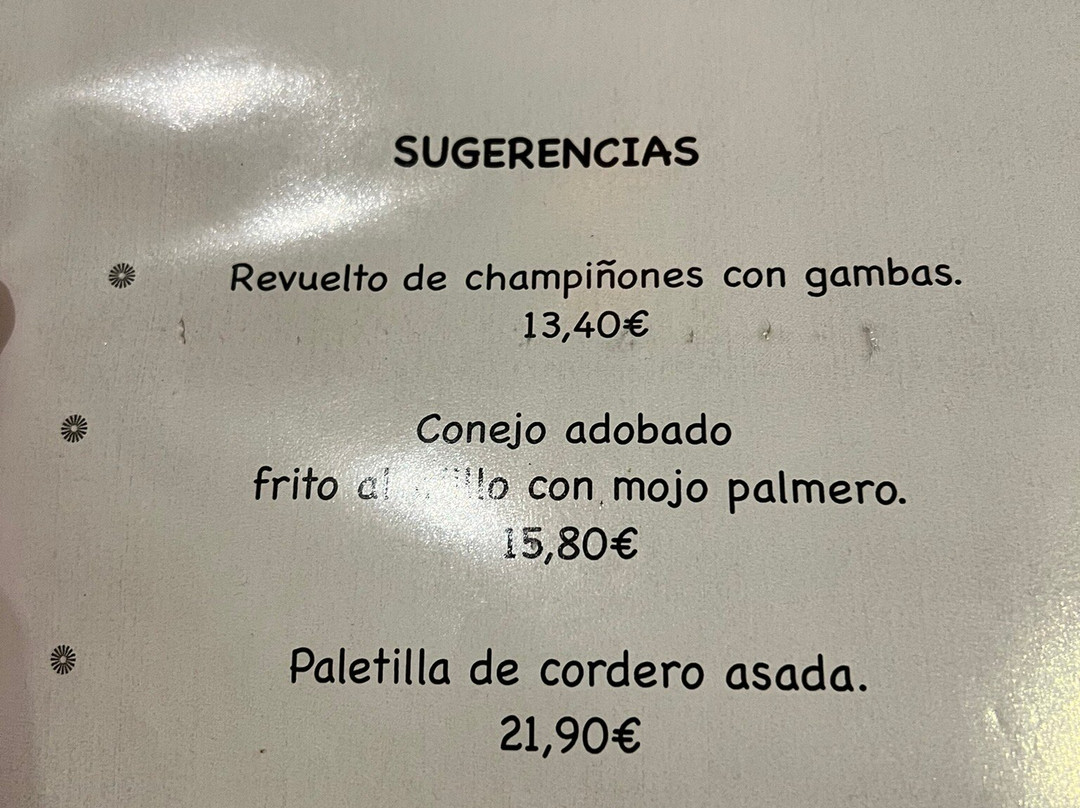 SUGERENCIAS
Revuelto de champiñones con gambas.
13,40€
Conejo adobado
frito al con mojo palmero.
15,80€
Paletilla de cordero asada.
21,90€